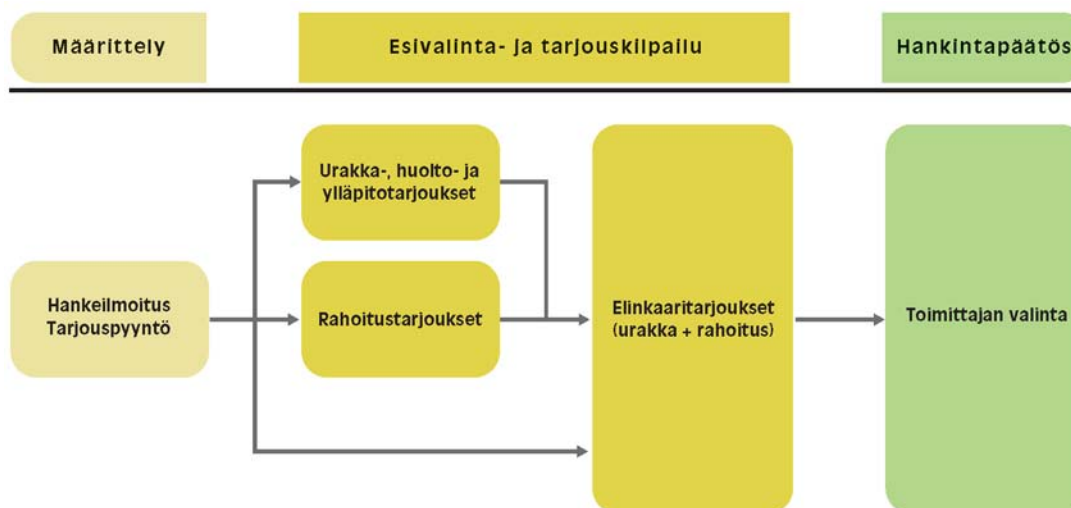 Määrittely
Esivalinta- ja tarjouskilpailu
Hankintapäätös
Urakka-, huolto- ja
ylläpitotarjoukset
Hankeilmoitus
Tarjouspyyntö
Rahoitustarjoukset
Elinkaaritarjoukset
(urakka + rahoitus)
Toimittajan valinta